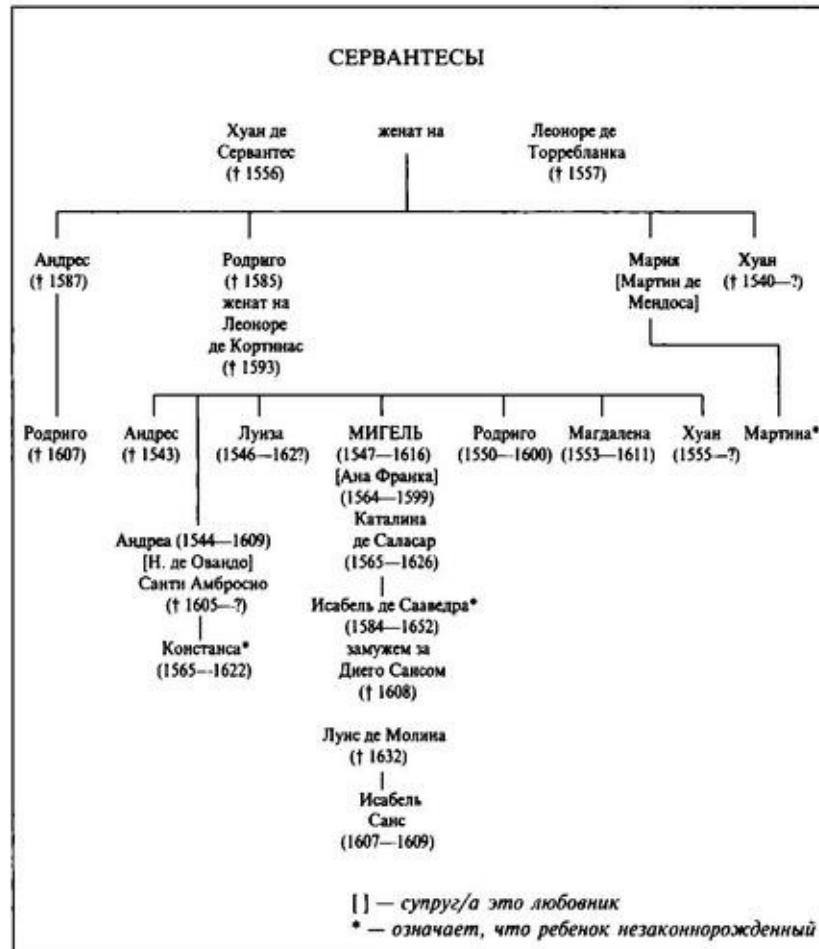 СЕРВАНТЕСЫ
Хуан де
Сервантес
(† 1556)
женат на
Леоноре де
Торребланка
(† 1557)
Андрес
(† 1587)
Родриго
(† 1585)
женат на
Леоноре
де Кортинас
(† 1593)
Мария
[Мартин де
Мендоса]
Хуан
(† 1540—?)
Родриго
(† 1607)
Андрес
(† 1543)
Луиза
(1546—162?)
МИГЕЛЬ
(1547—1616)
[Ана Франка]
(1564—1599)
Каталина
де Саласар
(1565—1626)
Родриго
(1550—1600)
Магдалена
(1553—1611)
Хуан
(1555—?)
Мартина*
Андреа (1544—1609)
[Н. де Овандо]
Санти Амбросио
(† 1605—?)
Констанса*
(1565—1622)
Исабель де Сааведра*
(1584—1652)
замужем за
Диего Сансом
(† 1608)
Луис де Молина
(† 1632)
Исабель
Санс
(1607—1609)
[ ] — супруг/а это любовник
* — означает, что ребенок незаконнорожденный